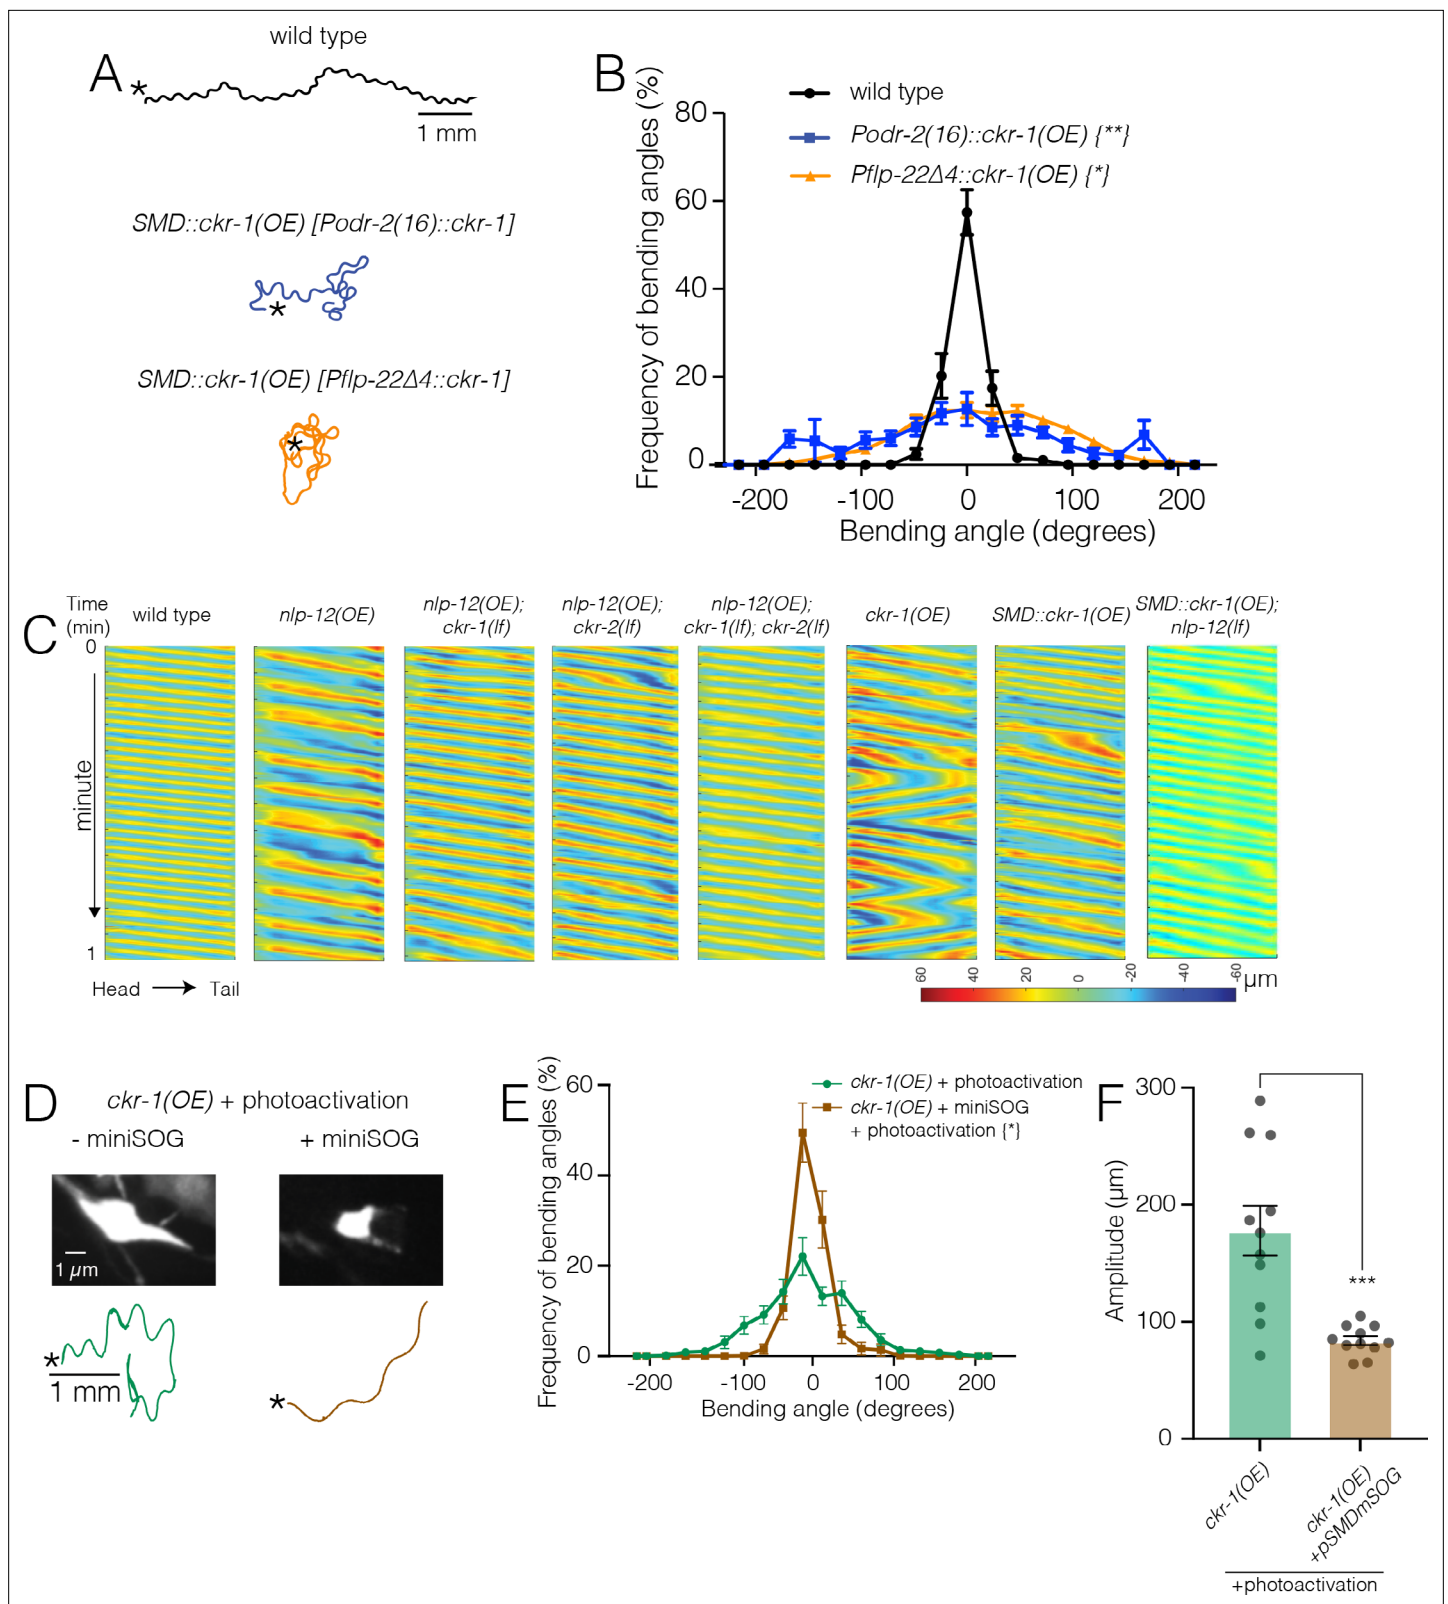 A
wild type
*
1 mm
SMD::ckr-1(OE) [Podr-2(16)::ckr-1]
*
SMD::ckr-1(OE) [Pflp-22Δ4::ckr-1]
*
B
wild type
Podr-2(16)::ckr-1(OE) {**}
Pflp-22Δ4::ckr-1(OE) {*}
Frequency of bending angles (%)
80
60
40
20
0
-200 -100 0 100 200
Bending angle (degrees)
C
Time
(min)
0
minute
1
wild type
nlp-12(OE)
nlp-12(OE);
ckr-1(lf)
nlp-12(OE);
ckr-2(lf)
nlp-12(OE);
ckr-1(lf); ckr-2(lf)
ckr-1(OE)
SMD::ckr-1(OE)
SMD::ckr-1(OE);
nlp-12(lf)
Head Tail
60 40 20 0 -20 -40 -60
µm
D
ckr-1(OE) + photoactivation
- miniSOG + miniSOG
1 µm
*
1 mm
*
E
ckr-1(OE) + photoactivation
ckr-1(OE) + miniSOG
+ photoactivation {*}
Frequency of bending angles (%)
60
40
20
0
-200 -100 0 100 200
Bending angle (degrees)
F
Amplitude (µm)
300
200
100
0
***
ckr-1(OE)
ckr-1(OE)
+pSMDmSOG
+photoactivation